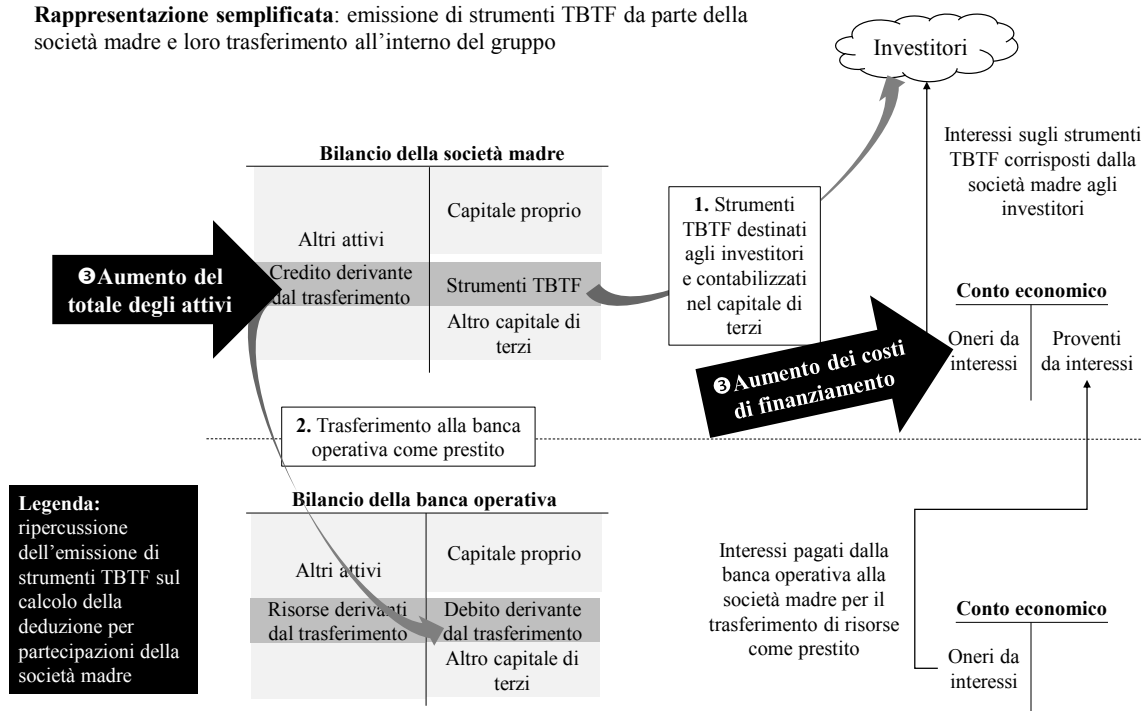 Rappresentazione semplificata: emissione di strumenti TBTF da parte della
società madre e loro trasferimento all'interno del gruppo
Investitori
Interessi sugli strumenti
TBTF corrisposti dalla
società madre agli
investitori
Bilancio della società madre
Altri attivi
Capitale proprio
Credito derivante
dal trasferimento
Strumenti TBTF
Altro capitale di
terzi
❸Aumento del
totale degli attivi
1. Strumenti
TBTF destinati
agli investitori
e contabilizzati
nel capitale di
terzi
❸Aumento dei costi
di finanziamento
Conto economico
Oneri da
interessi
Proventi
da interessi
2. Trasferimento alla banca
operativa come prestito
Legenda:
ripercussione
dell'emissione di
strumenti TBTF sul
calcolo della
deduzione per
partecipazioni della
società madre
Bilancio della banca operativa
Altri attivi
Capitale proprio
Risorse derivanti
dal trasferimento
Debito derivante
dal trasferimento
Altro capitale di
terzi
Interessi pagati dalla
banca operativa alla
società madre per il
trasferimento di risorse
come prestito
Conto economico
Oneri da
interessi